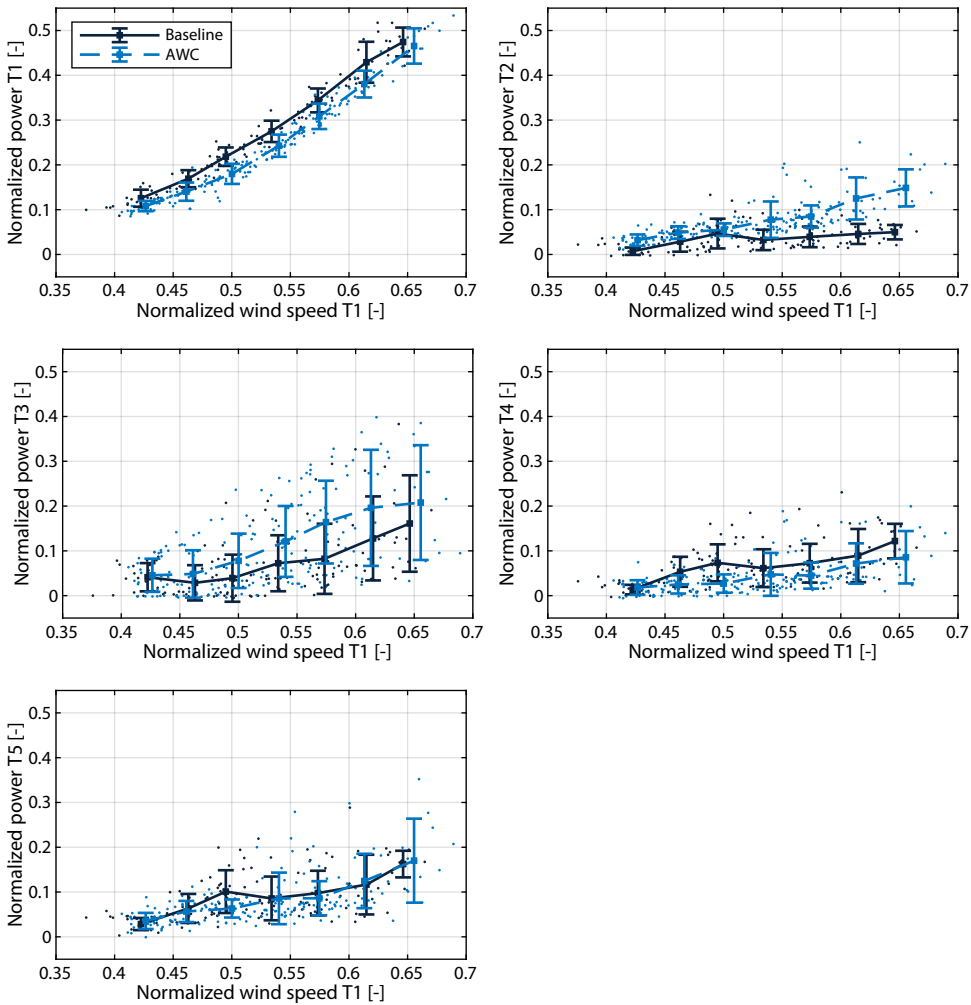 Normalized power T1 [-]
0.5
0.4
0.3
0.2
0.1
0
Baseline
AWC
0.35 0.4 0.45 0.5 0.55 0.6 0.65 0.7
Normalized wind speed T1 [-]
Normalized power T2 [-]
0.5
0.4
0.3
0.2
0.1
0
0.35 0.4 0.45 0.5 0.55 0.6 0.65 0.7
Normalized wind speed T1 [-]
Normalized power T3 [-]
0.5
0.4
0.3
0.2
0.1
0
0.35 0.4 0.45 0.5 0.55 0.6 0.65 0.7
Normalized wind speed T1 [-]
Normalized power T4 [-]
0.5
0.4
0.3
0.2
0.1
0
0.35 0.4 0.45 0.5 0.55 0.6 0.65 0.7
Normalized wind speed T1 [-]
Normalized power T5 [-]
0.5
0.4
0.3
0.2
0.1
0
0.35 0.4 0.45 0.5 0.55 0.6 0.65 0.7
Normalized wind speed T1 [-]